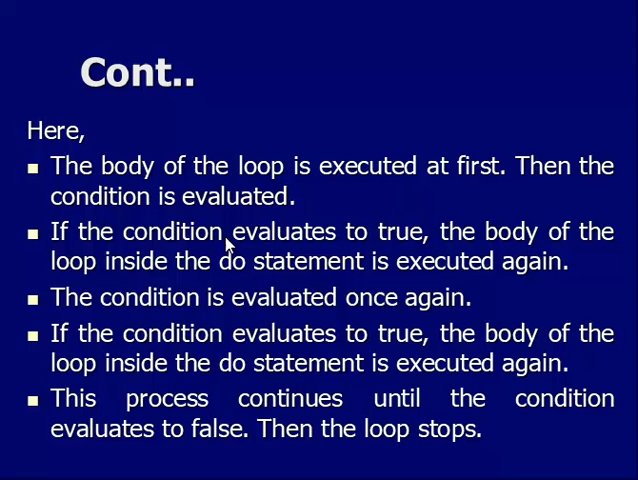 Cont..
Here,
The body of the loop is executed at first. Then the
condition is evaluated.
If the condition evaluates to true, the body of the
loop inside the do statement is executed again.
The condition is evaluated once again.
If the condition evaluates to true, the body of the
loop inside the do statement is executed again.
This process continues until the condition
evaluates to false. Then the loop stops.